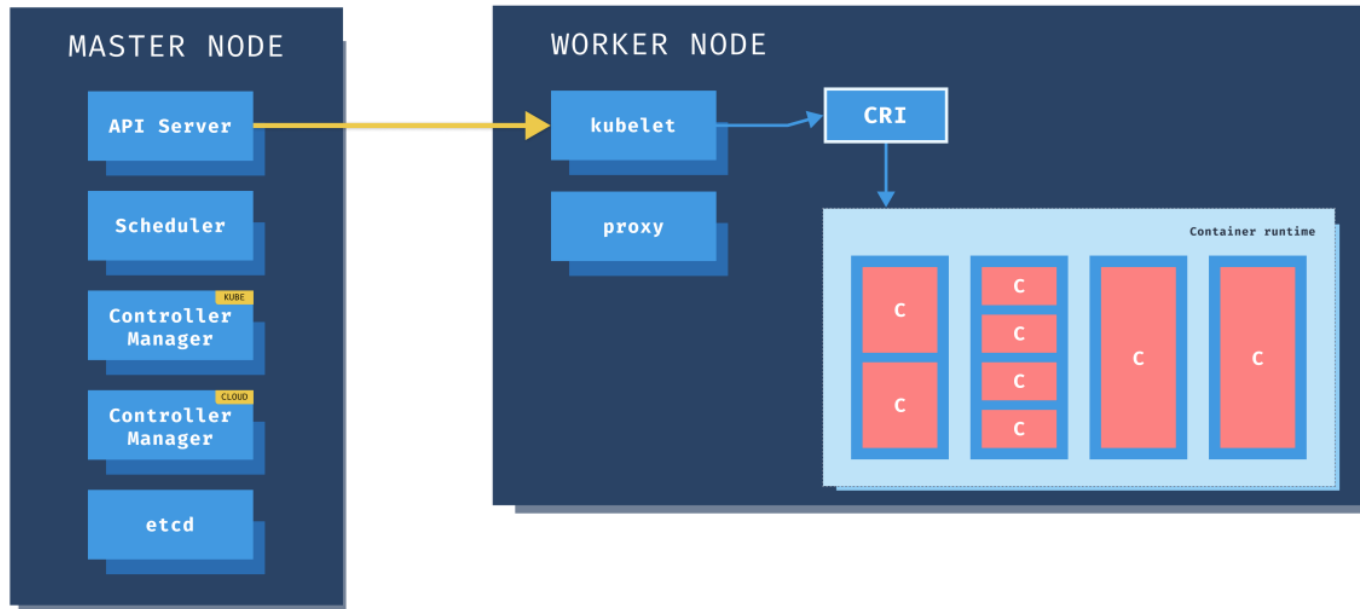 MASTER NODE
API Server
Scheduler
KUBE
Controller
Manager
CLOUD
Controller
Manager
etcd
WORKER NODE
kubelet
CRI
proxy
Container runtime
C
C
C
C
C
C
C
C